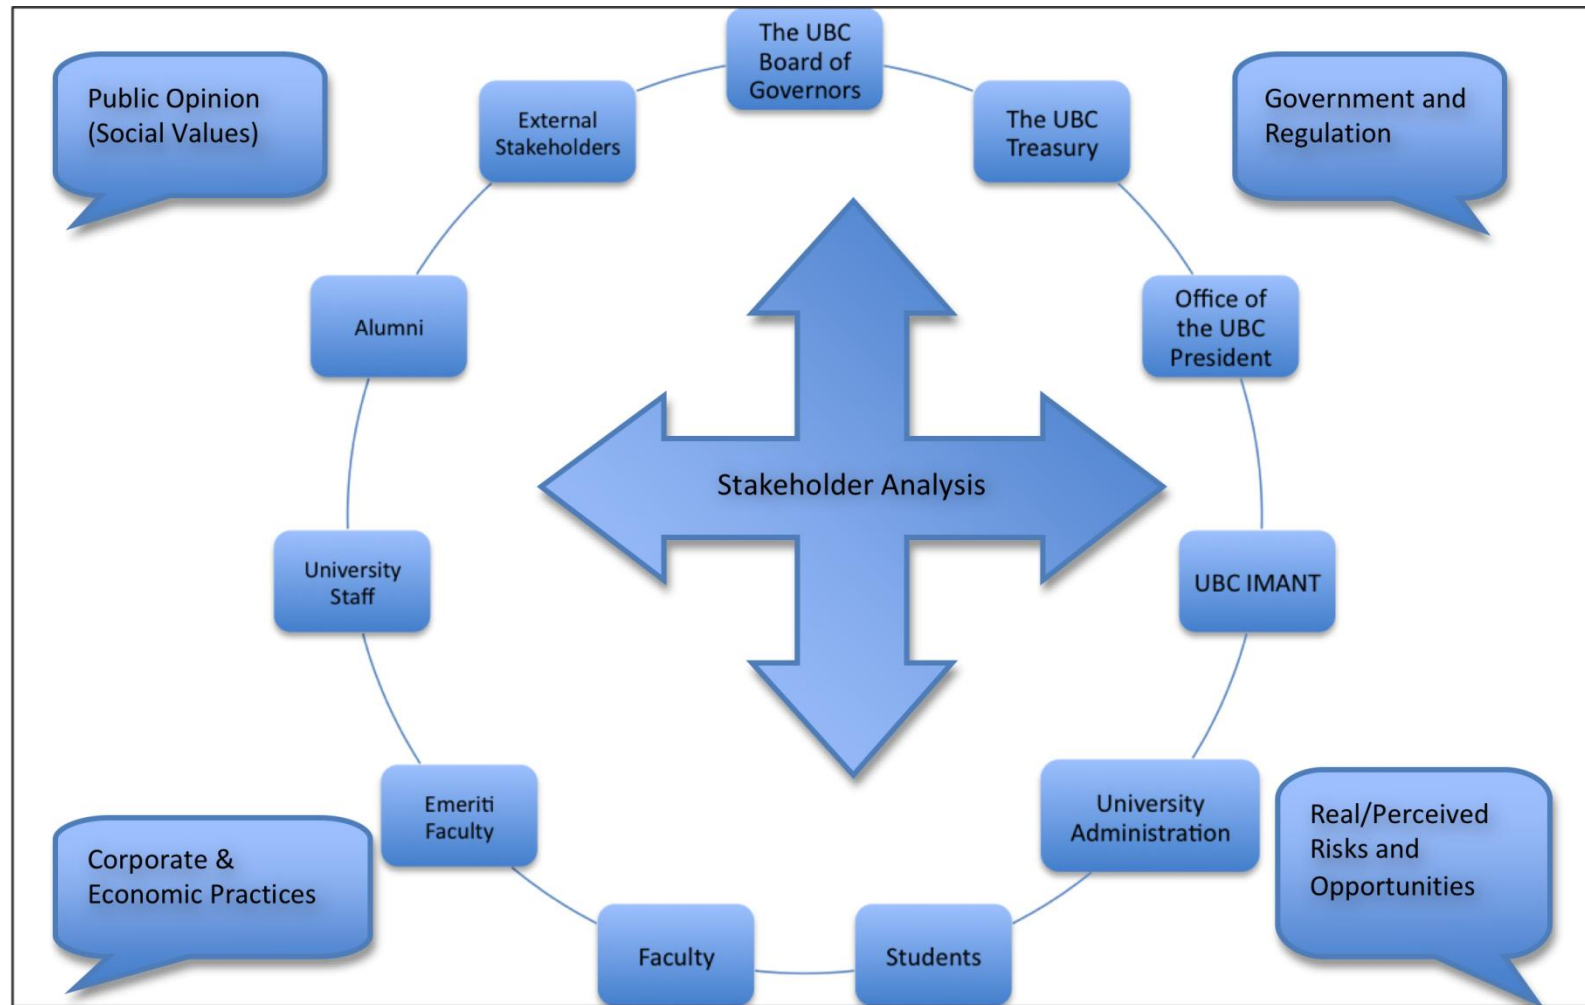 Public Opinion
(Social Values)
The UBC
Board of
Governors
Government and
Regulation
External
Stakeholders
The UBC
Treasury
Alumni
Office of
the UBC
President
Stakeholder Analysis
University
Staff
UBC IMANT
Emeriti
Faculty
University
Administration
Corporate &
Economic Practices
Real/Perceived
Risks and
Opportunities
Faculty
Students